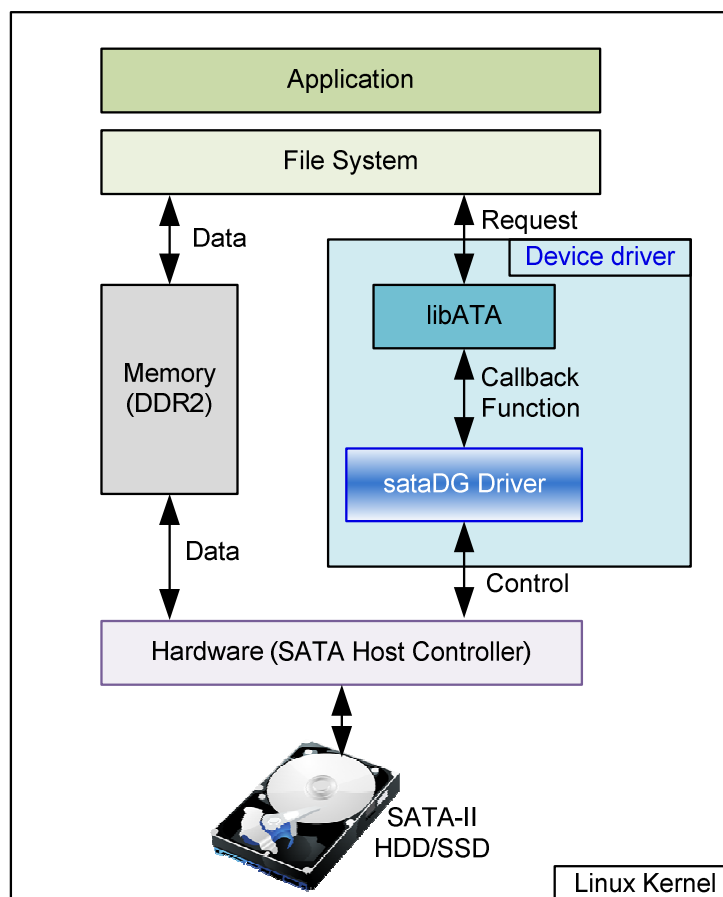 Application
File System
Data
Request
Device driver
libATA
Memory
(DDR2)
Callback
Function
sataDG Driver
Data
Control
Hardware (SATA Host Controller)
SATA-II
HDD/SSD
Linux Kernel